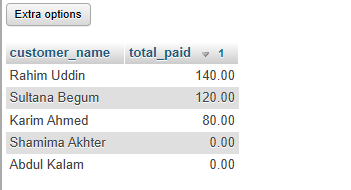 Extra options
customer_name total_paid 1
Rahim Uddin 140.00
Sultana Begum 120.00
Karim Ahmed 80.00
Shamima Akhter 0.00
Abdul Kalam 0.00